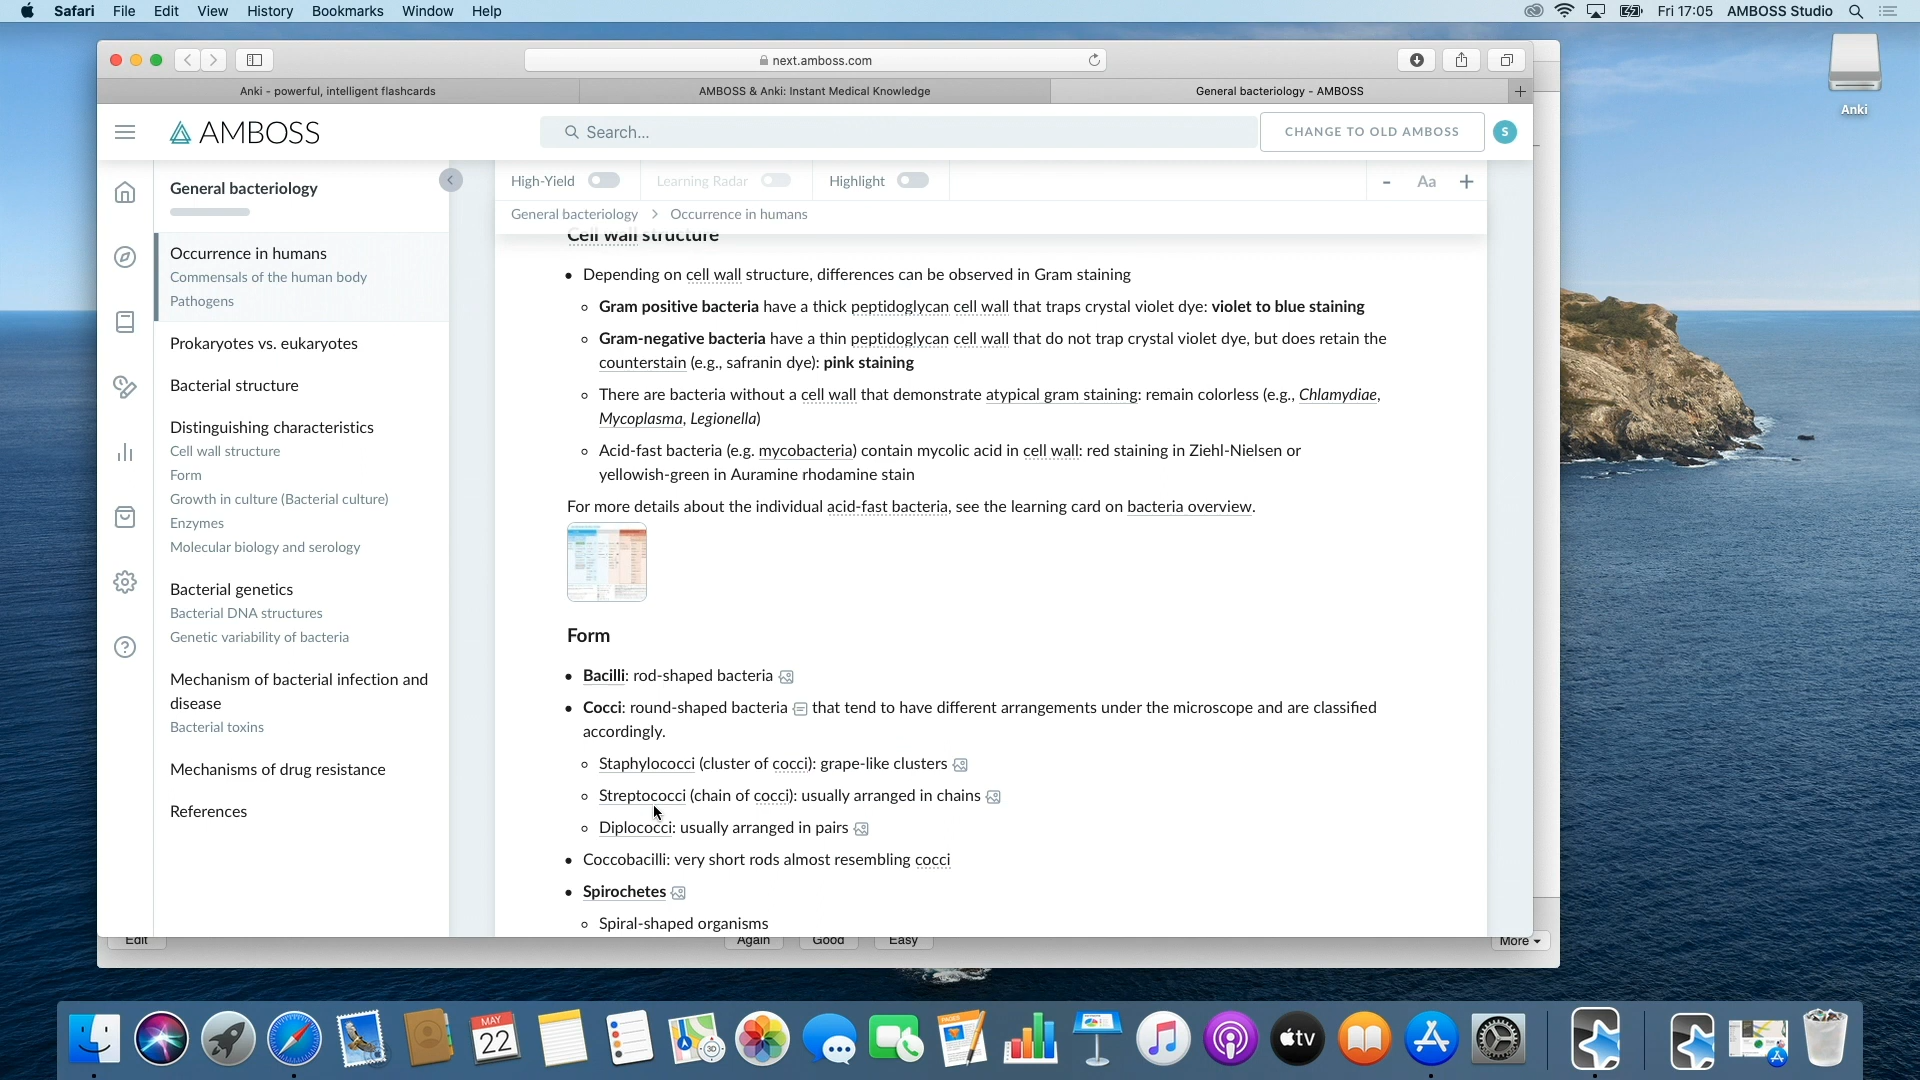 Safari File Edit View History Bookmarks Window Help
Fri 17:05 AMBOSS Studio
Anki
next.amboss.com
Anki - powerful, intelligent flashcards
AMBOSS & Anki: Instant Medical Knowledge
General bacteriology - AMBOSS
AMBOSS
Search...
CHANGE TO OLD AMBOSS
S
General bacteriology
Occurrence in humans
Commensals of the human body
Pathogens
Prokaryotes vs. eukaryotes
Bacterial structure
Distinguishing characteristics
Cell wall structure
Form
Growth in culture (Bacterial culture)
Enzymes
Molecular biology and serology
Bacterial genetics
Bacterial DNA structures
Genetic variability of bacteria
Mechanism of bacterial infection and
disease
Bacterial toxins
Mechanisms of drug resistance
References
High-Yield
Learning Radar
Highlight
- Aa +
General bacteriology > Occurrence in humans
Cell wall structure
Depending on cell wall structure, differences can be observed in Gram staining
Gram positive bacteria have a thick peptidoglycan cell wall that traps crystal violet dye: violet to blue staining
Gram-negative bacteria have a thin peptidoglycan cell wall that do not trap crystal violet dye, but does retain the
counterstain (e.g., safranin dye): pink staining
There are bacteria without a cell wall that demonstrate atypical gram staining: remain colorless (e.g., Chlamydiae,
Mycoplasma, Legionella)
Acid-fast bacteria (e.g. mycobacteria) contain mycolic acid in cell wall: red staining in Ziehl-Nielsen or
yellowish-green in Auramine rhodamine stain
For more details about the individual acid-fast bacteria, see the learning card on bacteria overview.
Form
Bacilli: rod-shaped bacteria
Cocci: round-shaped bacteria that tend to have different arrangements under the microscope and are classified
accordingly.
Staphylococci (cluster of cocci): grape-like clusters
Streptococci (chain of cocci): usually arranged in chains
Diplococci: usually arranged in pairs
Coccobacilli: very short rods almost resembling cocci
Spirochetes
Spiral-shaped organisms
Edit
Again
Good
Easy
More
MAY
22
3D
PAGES
tv